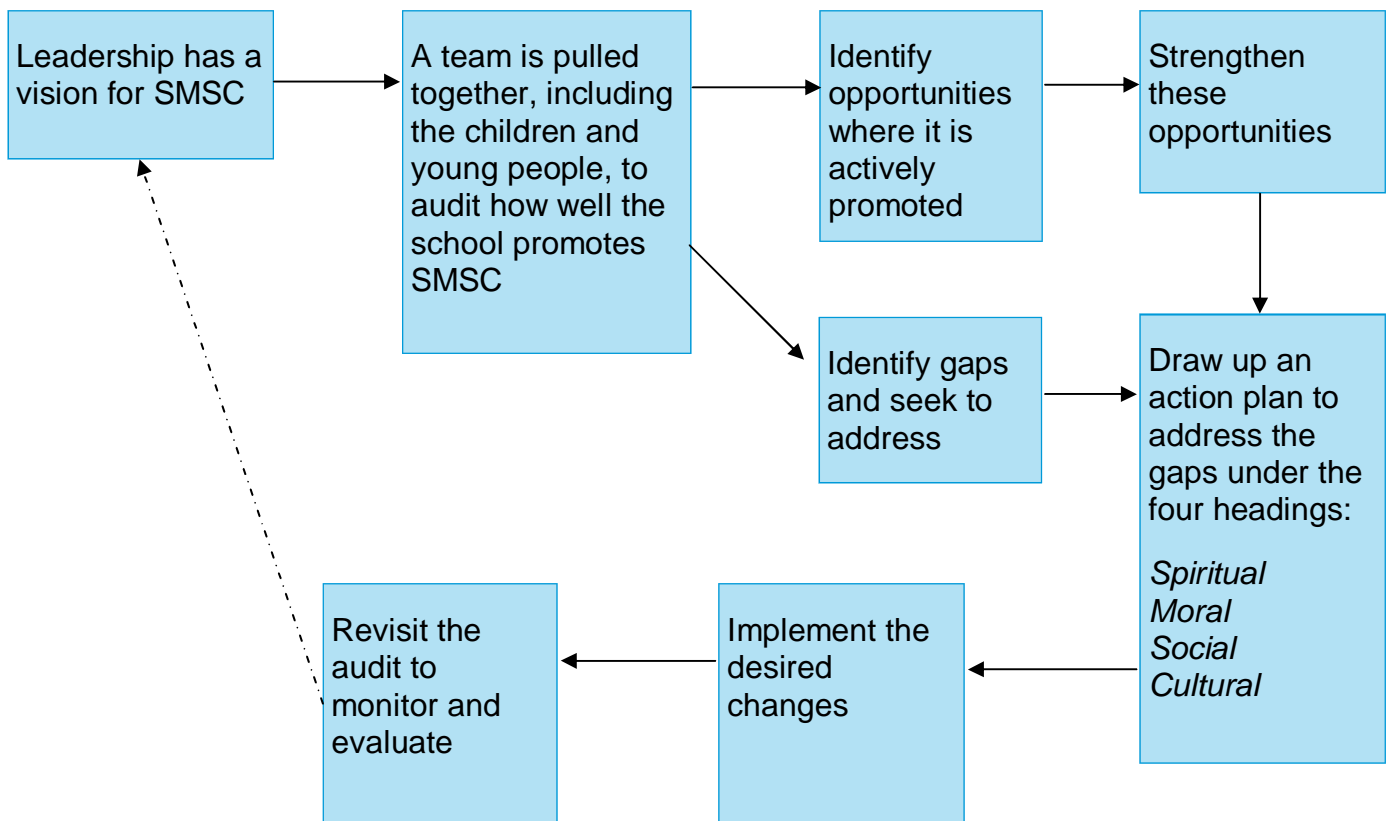 Leadership has a
vision for SMSC
A team is pulled
together, including
the children and
young people, to
audit how well the
school promotes
SMSC
Identify
opportunities
where it is
actively
promoted
Strengthen
these
opportunities
Identify gaps
and seek to
address
Draw up an
action plan to
address the
gaps under the
four headings:
Spiritual
Moral
Social
Cultural
Implement the
desired
changes
Revisit the
audit to
monitor and
evaluate